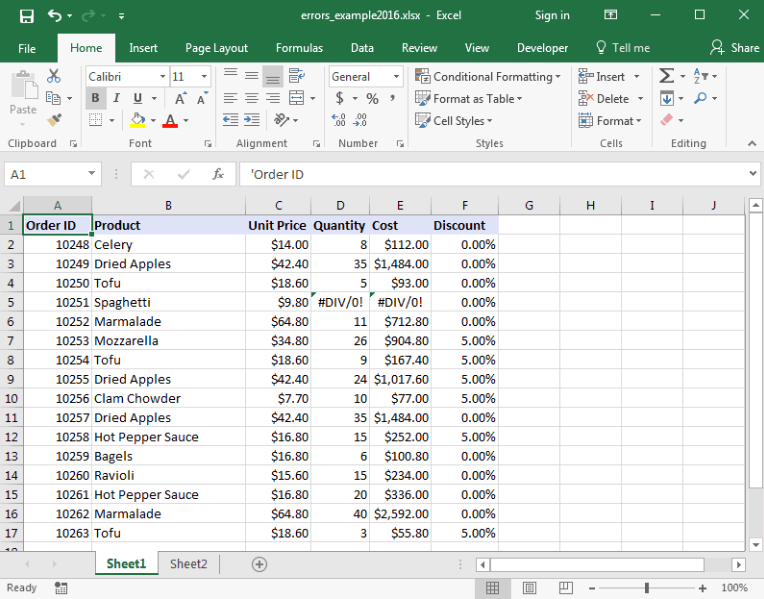 errors_example2016.xlsx - Excel
Sign in
File Home Insert Page Layout Formulas Data Review View Developer Tell me Share
Calibri 11 General Conditional Formatting Insert
Paste B I U A A $ % , Format as Table Delete
A Cell Styles Format
Clipboard Font Alignment Number Styles Cells Editing
A1 fx 'Order ID
A B C D E F G H I J
1 Order ID Product Unit Price Quantity Cost Discount
2 10248 Celery $14.00 8 $112.00 0.00%
3 10249 Dried Apples $42.40 35 $1,484.00 0.00%
4 10250 Tofu $18.60 5 $93.00 0.00%
5 10251 Spaghetti $9.80 #DIV/0! #DIV/0! 0.00%
6 10252 Marmalade $64.80 11 $712.80 0.00%
7 10253 Mozzarella $34.80 26 $904.80 5.00%
8 10254 Tofu $18.60 9 $167.40 5.00%
9 10255 Dried Apples $42.40 24 $1,017.60 5.00%
10 10256 Clam Chowder $7.70 10 $77.00 5.00%
11 10257 Dried Apples $42.40 35 $1,484.00 0.00%
12 10258 Hot Pepper Sauce $16.80 15 $252.00 5.00%
13 10259 Bagels $16.80 6 $100.80 0.00%
14 10260 Ravioli $15.60 15 $234.00 0.00%
15 10261 Hot Pepper Sauce $16.80 20 $336.00 0.00%
16 10262 Marmalade $64.80 40 $2,592.00 0.00%
17 10263 Tofu $18.60 3 $55.80 5.00%
Sheet1 Sheet2
Ready 100%